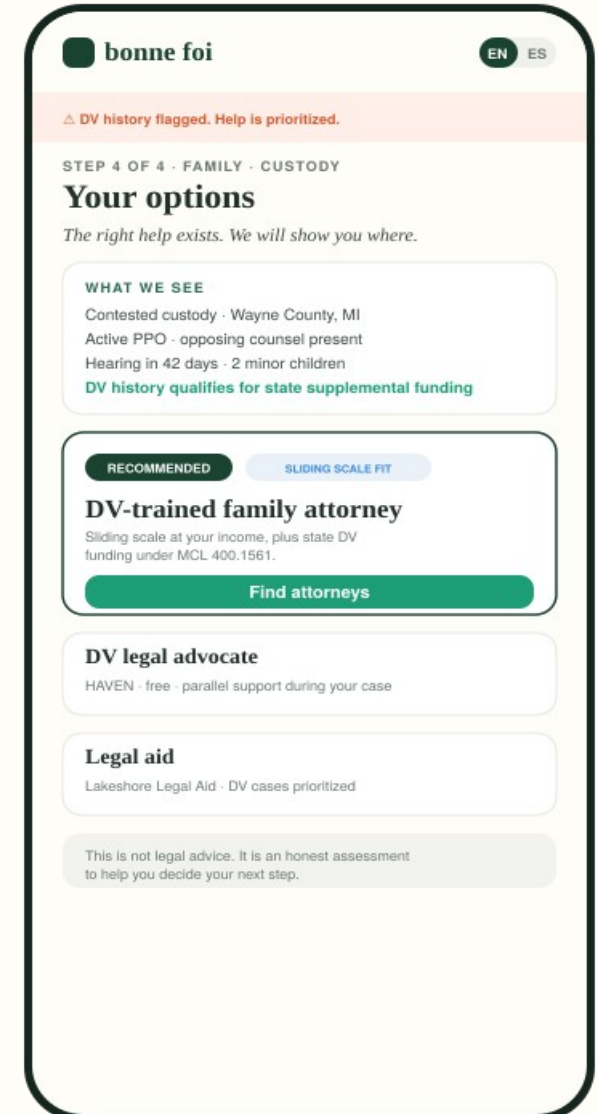 bonne foi
EN ES
⚠ DV history flagged. Help is prioritized.
STEP 4 OF 4 · FAMILY · CUSTODY
Your options
The right help exists. We will show you where.
WHAT WE SEE
Contested custody · Wayne County, MI
Active PPO · opposing counsel present
Hearing in 42 days · 2 minor children
DV history qualifies for state supplemental funding
RECOMMENDED SLIDING SCALE FIT
DV-trained family attorney
Sliding scale at your income, plus state DV
funding under MCL 400.1561.
Find attorneys
DV legal advocate
HAVEN · free · parallel support during your case
Legal aid
Lakeshore Legal Aid · DV cases prioritized
This is not legal advice. It is an honest assessment
to help you decide your next step.